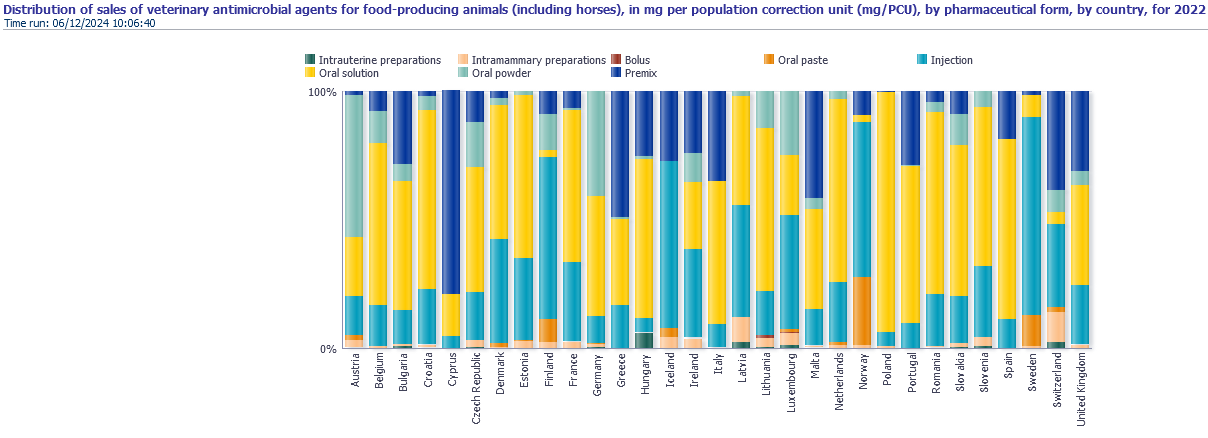 Distribution of sales of veterinary antimicrobial agents for food-producing animals (including horses), in mg per population correction unit (mg/PCU), by pharmaceutical form, by country, for 2022
Time run: 06/12/2024 10:06:40
Intrauterine preparations
Intramammary preparations
Bolus
Oral paste
Injection
Oral solution
Oral powder
Premix
100%
0%
Austria
Belgium
Bulgaria
Croatia
Cyprus
Czech Republic
Denmark
Estonia
Finland
France
Germany
Greece
Hungary
Iceland
Ireland
Italy
Latvia
Lithuania
Luxembourg
Malta
Netherlands
Norway
Poland
Portugal
Romania
Slovakia
Slovenia
Spain
Sweden
Switzerland
United Kingdom